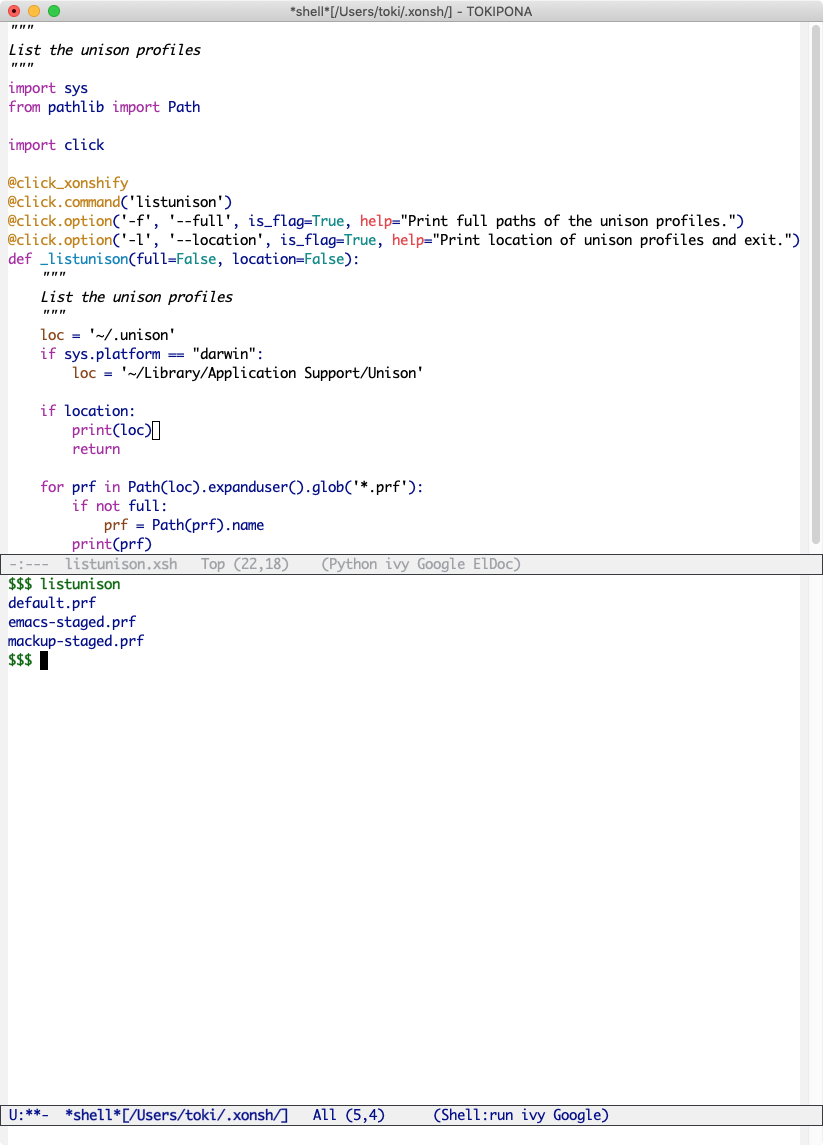 *shell*[/Users/toki/.xonsh/] - TOKIPONA
"""
List the unison profiles
"""
import sys
from pathlib import Path

import click

@click_xonshify
@click.command('listunison')
@click.option('-f', '--full', is_flag=True, help="Print full paths of the unison profiles.")
@click.option('-l', '--location', is_flag=True, help="Print location of unison profiles and exit.")
def _listunison(full=False, location=False):
    """
    List the unison profiles
    """
    loc = '~/.unison'
    if sys.platform == "darwin":
        loc = '~/Library/Application Support/Unison'

    if location:
        print(loc)
        return

    for prf in Path(loc).expanduser().glob('*.prf'):
        if not full:
            prf = Path(prf).name
        print(prf)
-:---  listunison.xsh   Top (22,18)    (Python ivy Google ElDoc)
$$$ listunison
default.prf
emacs-staged.prf
mackup-staged.prf
$$$
U:**-  *shell*[/Users/toki/.xonsh/]   All (5,4)      (Shell:run ivy Google)